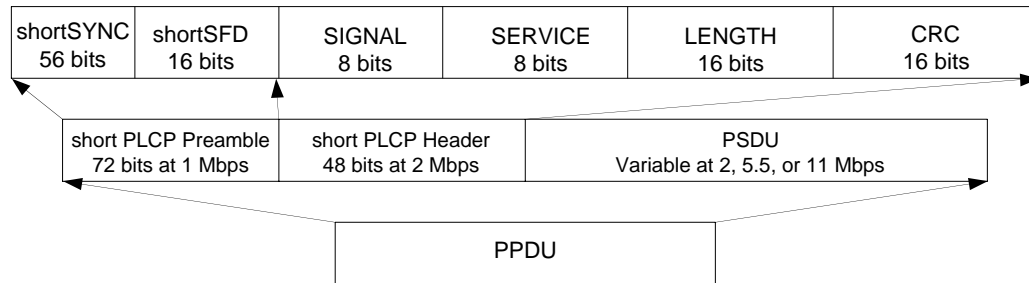 shortSYNC
56 bits
shortSFD
16 bits
SIGNAL
8 bits
SERVICE
8 bits
LENGTH
16 bits
CRC
16 bits
short PLCP Preamble
72 bits at 1 Mbps
short PLCP Header
48 bits at 2 Mbps
PSDU
Variable at 2, 5.5, or 11 Mbps
PPDU